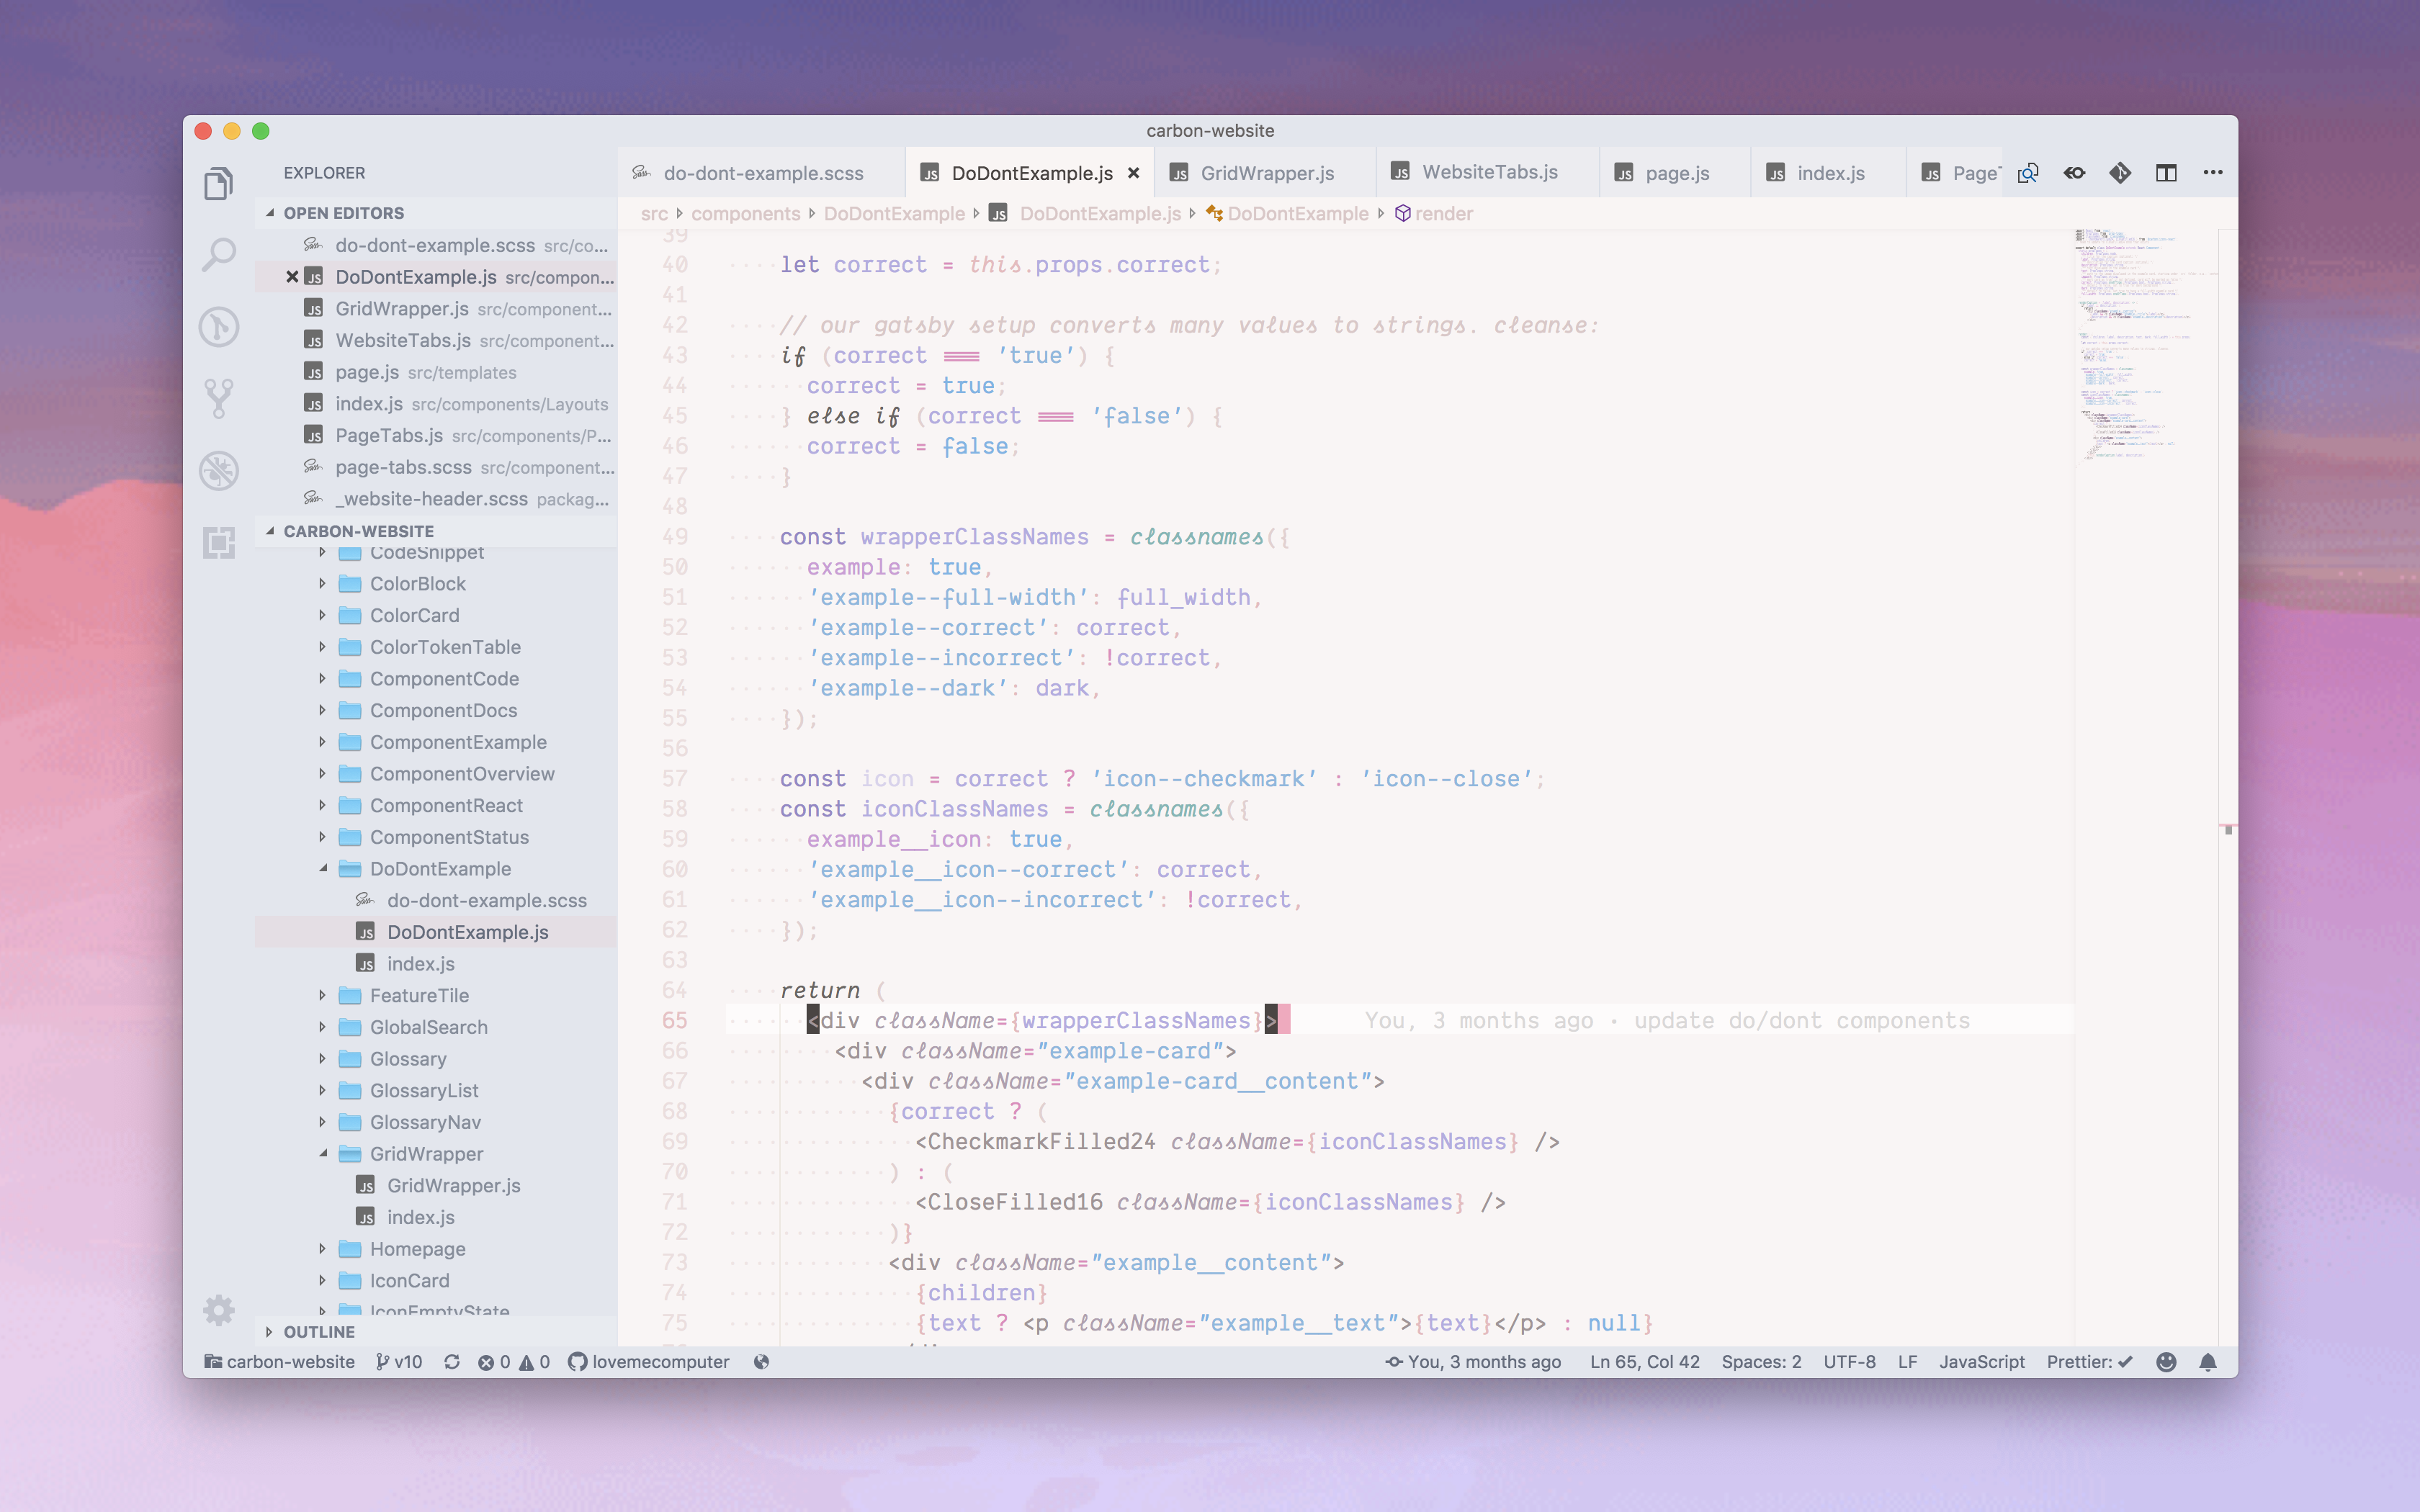 carbon-website
EXPLORER
OPEN EDITORS
do-dont-example.scss src/co...
DoDontExample.js src/compon...
GridWrapper.js src/component...
WebsiteTabs.js src/component...
page.js src/templates
index.js src/components/Layouts
PageTabs.js src/components/P...
page-tabs.scss src/component...
_website-header.scss packag...
CARBON-WEBSITE
CodeSnippet
ColorBlock
ColorCard
ColorTokenTable
ComponentCode
ComponentDocs
ComponentExample
ComponentOverview
ComponentReact
ComponentStatus
DoDontExample
do-dont-example.scss
DoDontExample.js
index.js
FeatureTile
GlobalSearch
Glossary
GlossaryList
GlossaryNav
GridWrapper
GridWrapper.js
index.js
Homepage
IconCard
IconEmptyState
OUTLINE
do-dont-example.scss DoDontExample.js GridWrapper.js WebsiteTabs.js page.js index.js PageT
src components DoDontExample DoDontExample.js DoDontExample render
39
40 let correct = this.props.correct;
41
42 // our gatsby setup converts many values to strings. cleanse:
43 if (correct === 'true') {
44 correct = true;
45 } else if (correct === 'false') {
46 correct = false;
47 }
48
49 const wrapperClassNames = classnames({
50 example: true,
51 'example--full-width': full_width,
52 'example--correct': correct,
53 'example--incorrect': !correct,
54 'example--dark': dark,
55 });
56
57 const icon = correct ? 'icon--checkmark' : 'icon--close';
58 const iconClassNames = classnames({
59 example__icon: true,
60 'example__icon--correct': correct,
61 'example__icon--incorrect': !correct,
62 });
63
64 return (
65 <div className={wrapperClassNames}> You, 3 months ago • update do/dont components
66 <div className="example-card">
67 <div className="example-card__content">
68 {correct ? (
69 <CheckmarkFilled24 className={iconClassNames} />
70 ) : (
71 <CloseFilled16 className={iconClassNames} />
72 )}
73 <div className="example__content">
74 {children}
75 {text ? <p className="example__text">{text}</p> : null}
carbon-website v10 0 0 lovemecomputer You, 3 months ago Ln 65, Col 42 Spaces: 2 UTF-8 LF JavaScript Prettier: ✓